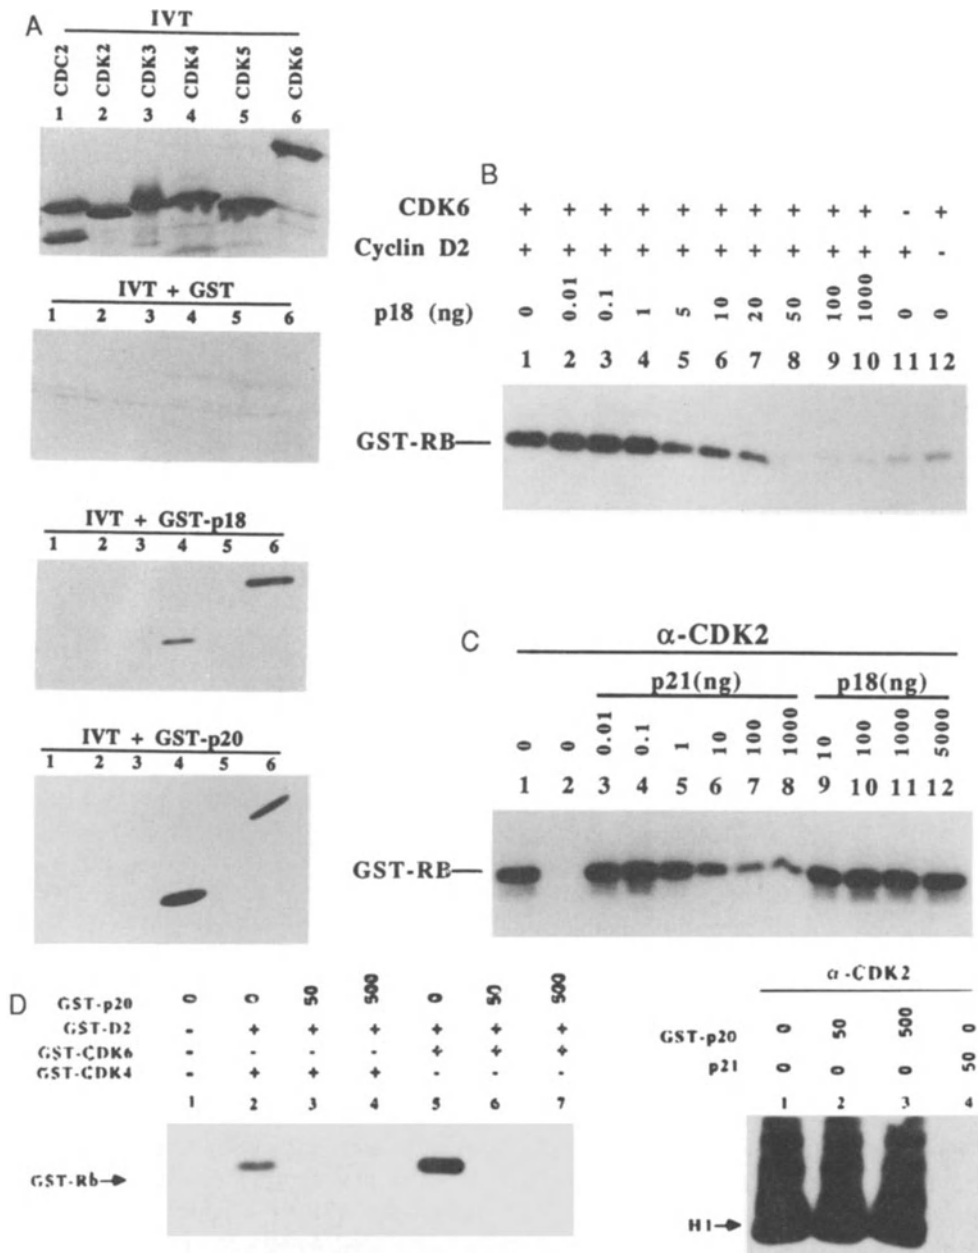 A
IVT
CDC2 CDK2 CDK3 CDK4 CDK5 CDK6
1 2 3 4 5 6
IVT + GST
1 2 3 4 5 6
IVT + GST-p18
1 2 3 4 5 6
IVT + GST-p20
1 2 3 4 5 6
B
CDK6 + + + + + + + + + + - +
Cyclin D2 + + + + + + + + + + + -
p18 (ng) 0 0.01 0.1 1 5 10 20 50 100 1000 0 0
1 2 3 4 5 6 7 8 9 10 11 12
GST-RB
C
α-CDK2
p21(ng) p18(ng)
0 0 0.01 0.1 1 10 100 1000 10 100 1000 5000
1 2 3 4 5 6 7 8 9 10 11 12
GST-RB
D
GST-p20 0 0 50 500 0 50 500
GST-D2 - + + + + + +
GST-CDK6 - - - - + + +
GST-CDK4 - + + + - - -
1 2 3 4 5 6 7
GST-Rb
α-CDK2
GST-p20 0 50 500 0
p21 0 0 0 50
1 2 3 4
H1